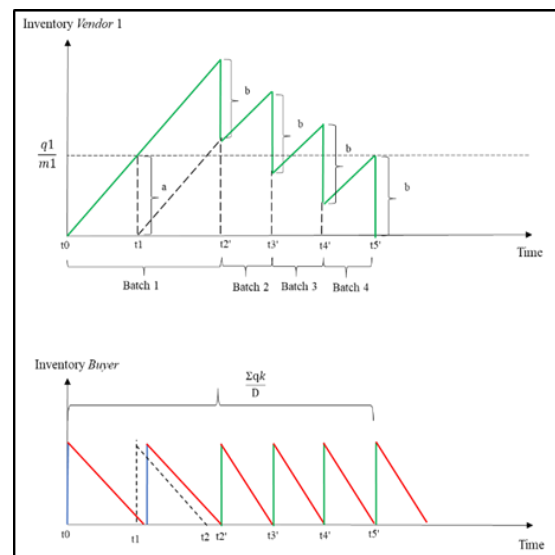 Inventory Vendor 1
b
b
b
b
q1
m1
a
t0
t1
t2'
t3'
t4'
t5'
Time
Batch 1
Batch 2
Batch 3
Batch 4
Inventory Buyer
Σqk
D
t0
t1
t2
t2'
t3'
t4'
t5'
Time